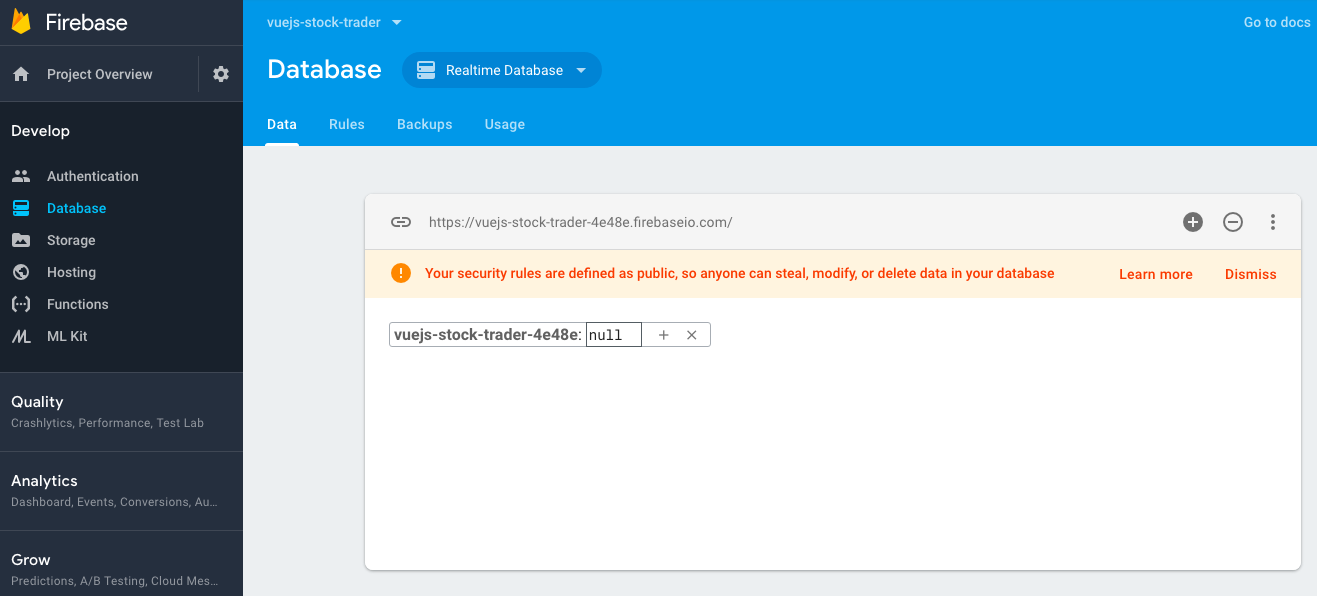 Firebase
Project Overview
Develop
Authentication
Database
Storage
Hosting
Functions
ML Kit
Quality
Crashlytics, Performance, Test Lab
Analytics
Dashboard, Events, Conversions, Au...
Grow
Predictions, A/B Testing, Cloud Mes...
vuejs-stock-trader
Go to docs
Database
Realtime Database
Data Rules Backups Usage
https://vuejs-stock-trader-4e48e.firebaseio.com/
Your security rules are defined as public, so anyone can steal, modify, or delete data in your database
Learn more Dismiss
vuejs-stock-trader-4e48e: null